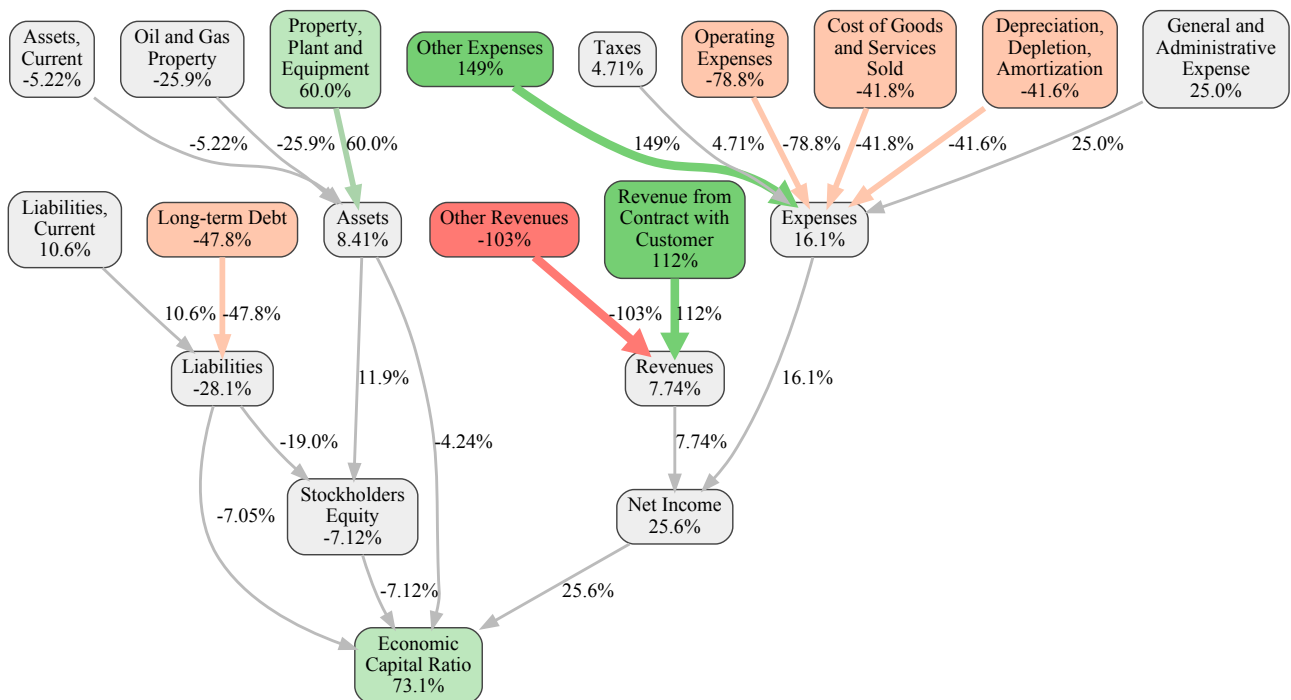 Assets,
Current
-5.22%
Oil and Gas
Property
-25.9%
Property,
Plant and
Equipment
60.0%
Other Expenses
149%
Taxes
4.71%
Operating
Expenses
-78.8%
Cost of Goods
and Services
Sold
-41.8%
Depreciation,
Depletion,
Amortization
-41.6%
General and
Administrative
Expense
25.0%
-5.22%
-25.9%
60.0%
149%
4.71%
-78.8%
-41.8%
-41.6%
25.0%
Liabilities,
Current
10.6%
Long-term Debt
-47.8%
Assets
8.41%
Other Revenues
-103%
Revenue from
Contract with
Customer
112%
Expenses
16.1%
10.6%
-47.8%
-103%
112%
Liabilities
-28.1%
11.9%
Revenues
7.74%
16.1%
-19.0%
-4.24%
7.74%
-7.05%
Stockholders
Equity
-7.12%
Net Income
25.6%
-7.12%
25.6%
Economic
Capital Ratio
73.1%